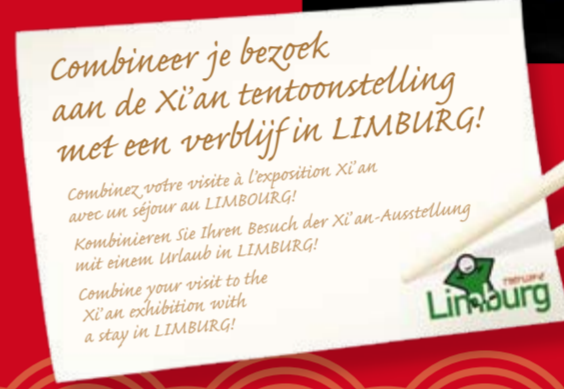 Combineer je bezoek
aan de Xi'an tentoonstelling
met een verblijf in LIMBURG!
Combinez votre visite à l'exposition Xi'an
avec un séjour au LIMBOURG!
Kombinieren Sie Ihren Besuch der Xi'an-Ausstellung
mit einem Urlaub in LIMBURG!
Combine your visit to the
Xi'an exhibition with
a stay in LIMBURG!
Limburg